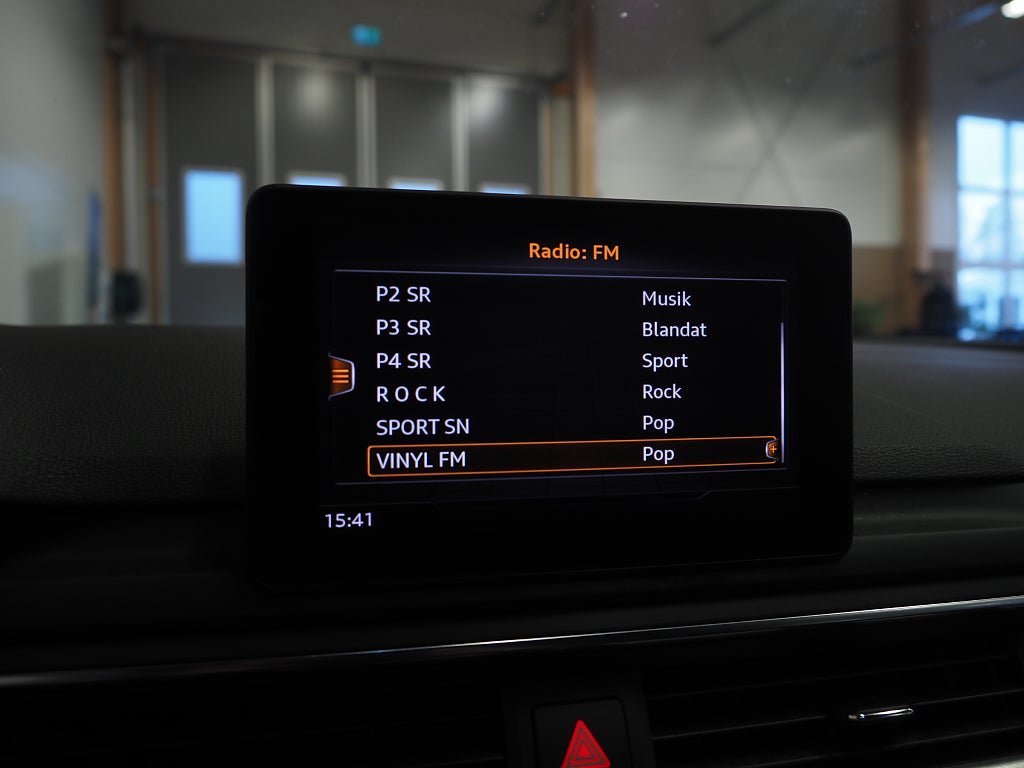 Radio: FM
P2 SR Musik
P3 SR Blandat
P4 SR Sport
R O C K Rock
SPORT SN Pop
VINYL FM Pop
15:41